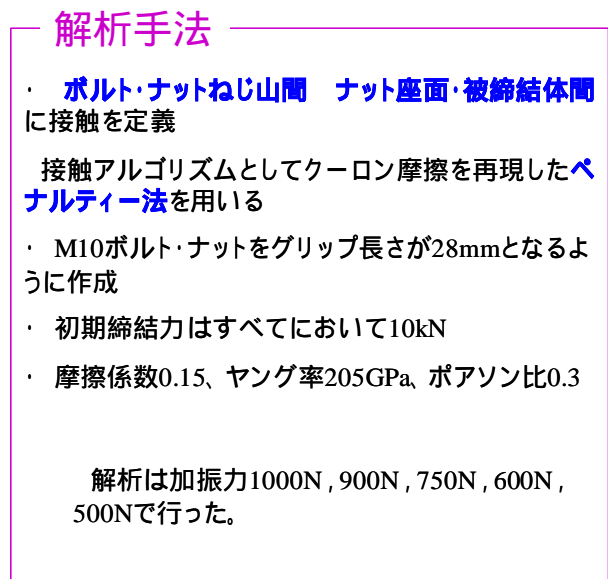 解析手法
· ボルト・ナットねじ山間　ナット座面・被締結体間
に接触を定義
接触アルゴリズムとしてクーロン摩擦を再現したペ
ナルティー法を用いる
· M10ボルト・ナットをグリップ長さが28mmとなるよ
うに作成
· 初期締結力はすべてにおいて10kN
· 摩擦係数0.15、ヤング率205GPa、ポアソン比0.3
解析は加振力1000N , 900N , 750N , 600N ,
500Nで行った。